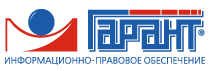 ГАРАНТ®
ИНФОРМАЦИОННО-ПРАВОВОЕ ОБЕСПЕЧЕНИЕ